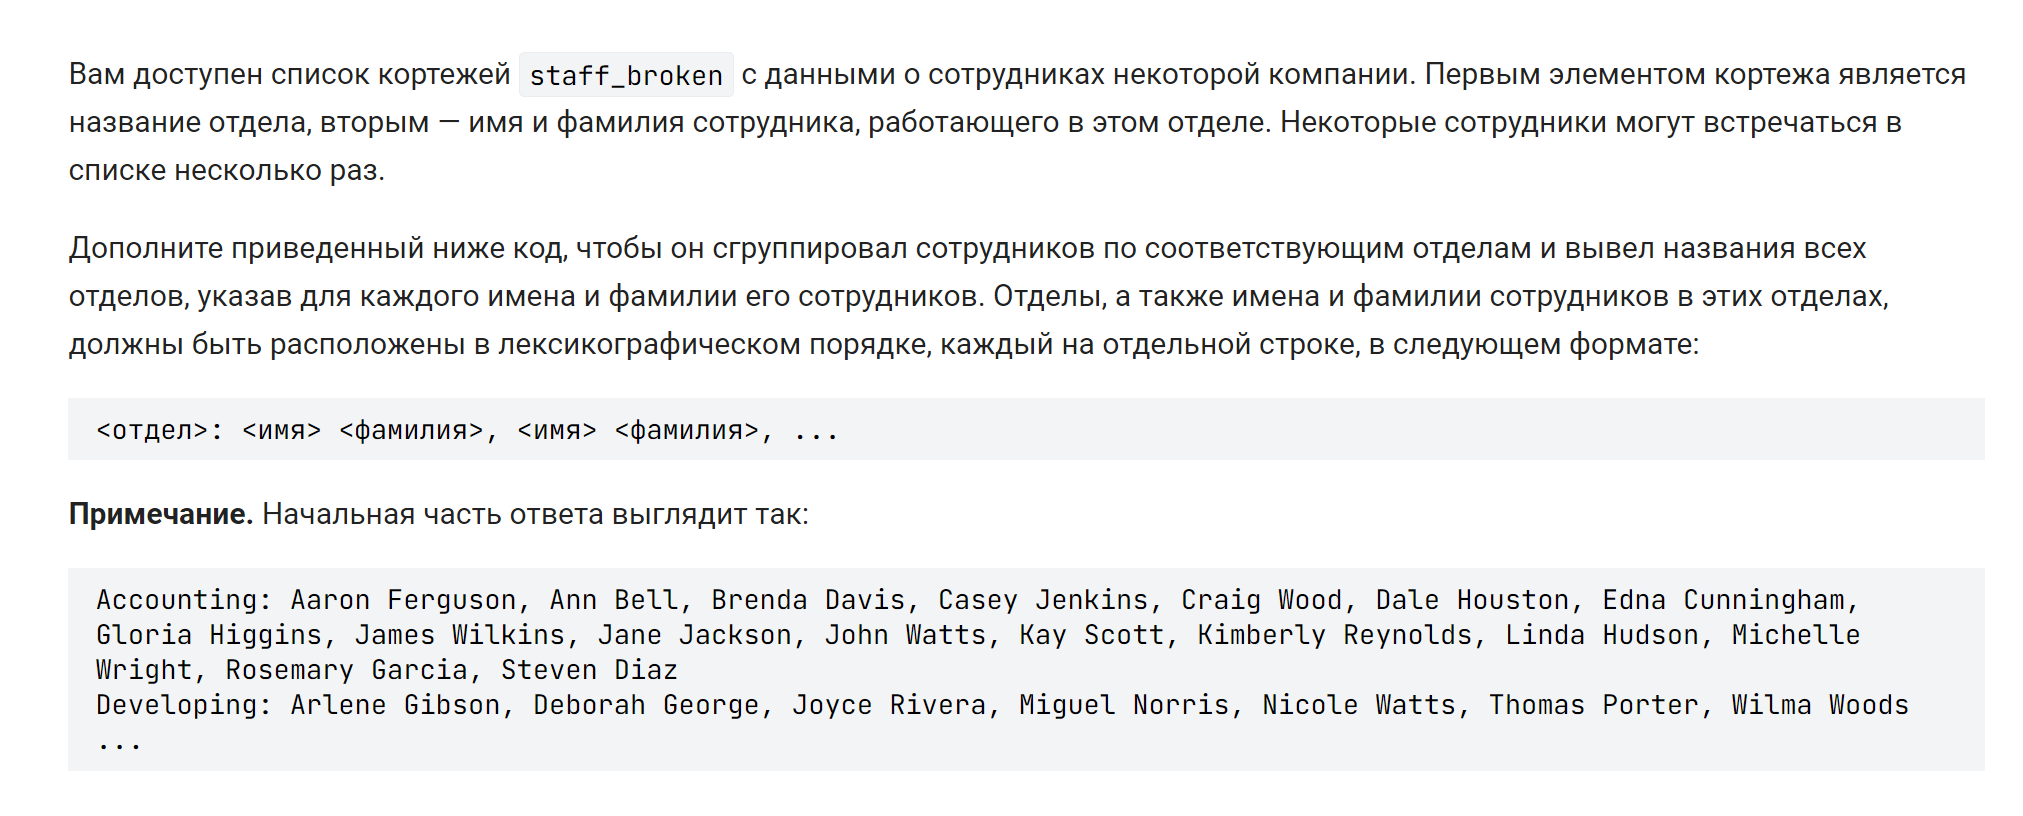 Вам доступен список кортежей staff_broken с данными о сотрудниках некоторой компании. Первым элементом кортежа является
название отдела, вторым — имя и фамилия сотрудника, работающего в этом отделе. Некоторые сотрудники могут встречаться в
списке несколько раз.
Дополните приведенный ниже код, чтобы он сгруппировал сотрудников по соответствующим отделам и вывел названия всех
отделов, указав для каждого имена и фамилии его сотрудников. Отделы, а также имена и фамилии сотрудников в этих отделах,
должны быть расположены в лексикографическом порядке, каждый на отдельной строке, в следующем формате:
<отдел>: <имя> <фамилия>, <имя> <фамилия>, ...
Примечание. Начальная часть ответа выглядит так:
Accounting: Aaron Ferguson, Ann Bell, Brenda Davis, Casey Jenkins, Craig Wood, Dale Houston, Edna Cunningham,
Gloria Higgins, James Wilkins, Jane Jackson, John Watts, Kay Scott, Kimberly Reynolds, Linda Hudson, Michelle
Wright, Rosemary Garcia, Steven Diaz
Developing: Arlene Gibson, Deborah George, Joyce Rivera, Miguel Norris, Nicole Watts, Thomas Porter, Wilma Woods
...